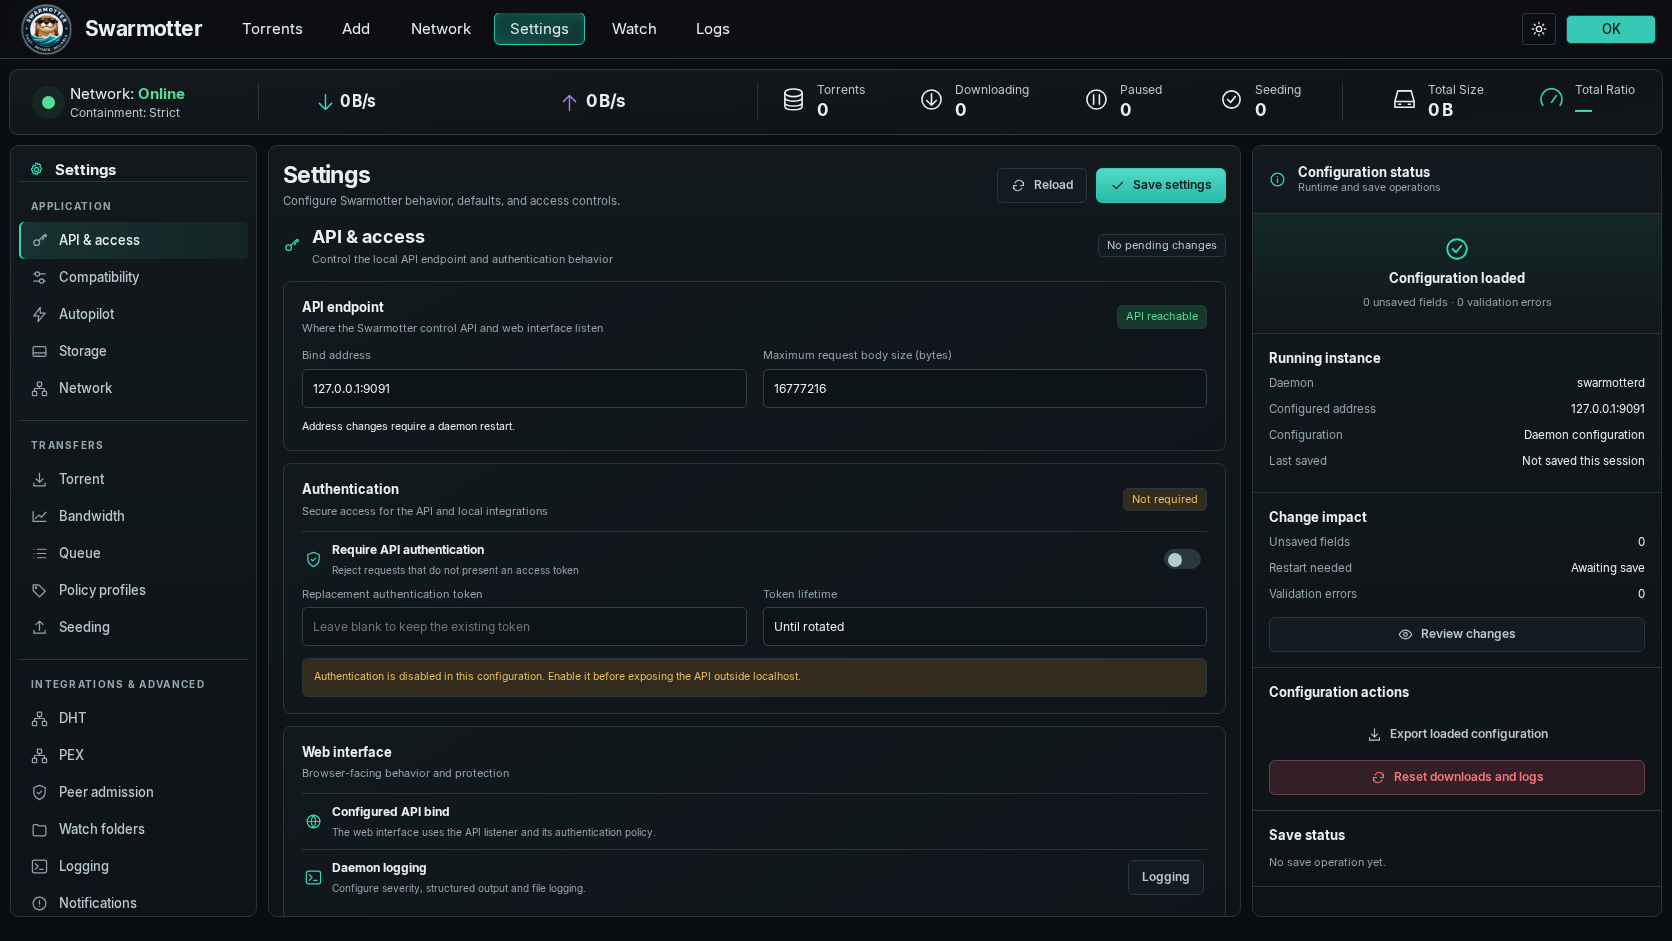 Swarmotter
Torrents
Add
Network
Settings
Watch
Logs
OK
Network: Online
Containment: Strict
0 B/s
0 B/s
Torrents
0
Downloading
0
Paused
0
Seeding
0
Total Size
0 B
Total Ratio
—
Settings
APPLICATION
API & access
Compatibility
Autopilot
Storage
Network
TRANSFERS
Torrent
Bandwidth
Queue
Policy profiles
Seeding
INTEGRATIONS & ADVANCED
DHT
PEX
Peer admission
Watch folders
Logging
Notifications
Settings
Configure Swarmotter behavior, defaults, and access controls.
Reload
Save settings
API & access
Control the local API endpoint and authentication behavior
No pending changes
API endpoint
Where the Swarmotter control API and web interface listen
API reachable
Bind address
Maximum request body size (bytes)
127.0.0.1:9091
16777216
Address changes require a daemon restart.
Authentication
Secure access for the API and local integrations
Not required
Require API authentication
Reject requests that do not present an access token
Replacement authentication token
Token lifetime
Leave blank to keep the existing token
Until rotated
Authentication is disabled in this configuration. Enable it before exposing the API outside localhost.
Web interface
Browser-facing behavior and protection
Configured API bind
The web interface uses the API listener and its authentication policy.
Daemon logging
Configure severity, structured output and file logging.
Logging
Configuration status
Runtime and save operations
Configuration loaded
0 unsaved fields · 0 validation errors
Running instance
Daemon
swarmotterd
Configured address
127.0.0.1:9091
Configuration
Daemon configuration
Last saved
Not saved this session
Change impact
Unsaved fields
0
Restart needed
Awaiting save
Validation errors
0
Review changes
Configuration actions
Export loaded configuration
Reset downloads and logs
Save status
No save operation yet.